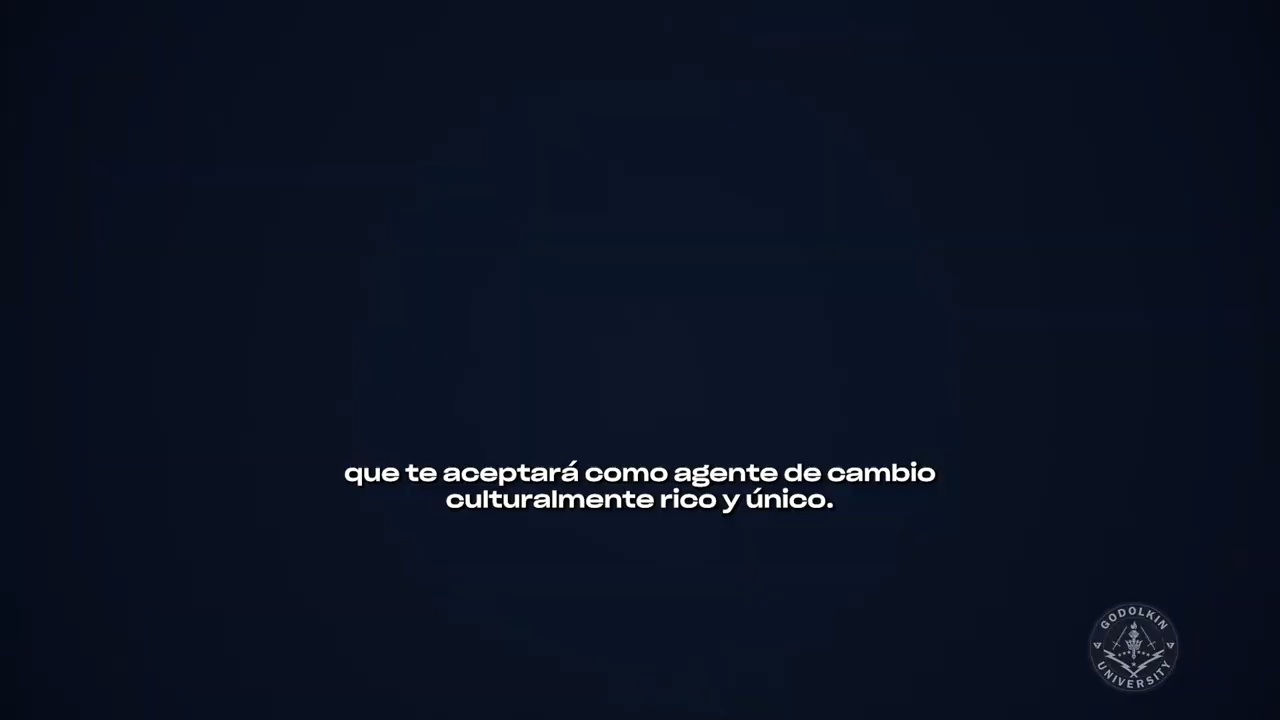 que te aceptará como agente de cambio
culturalmente rico y único.
GODOLKIN
UNIVERSITY